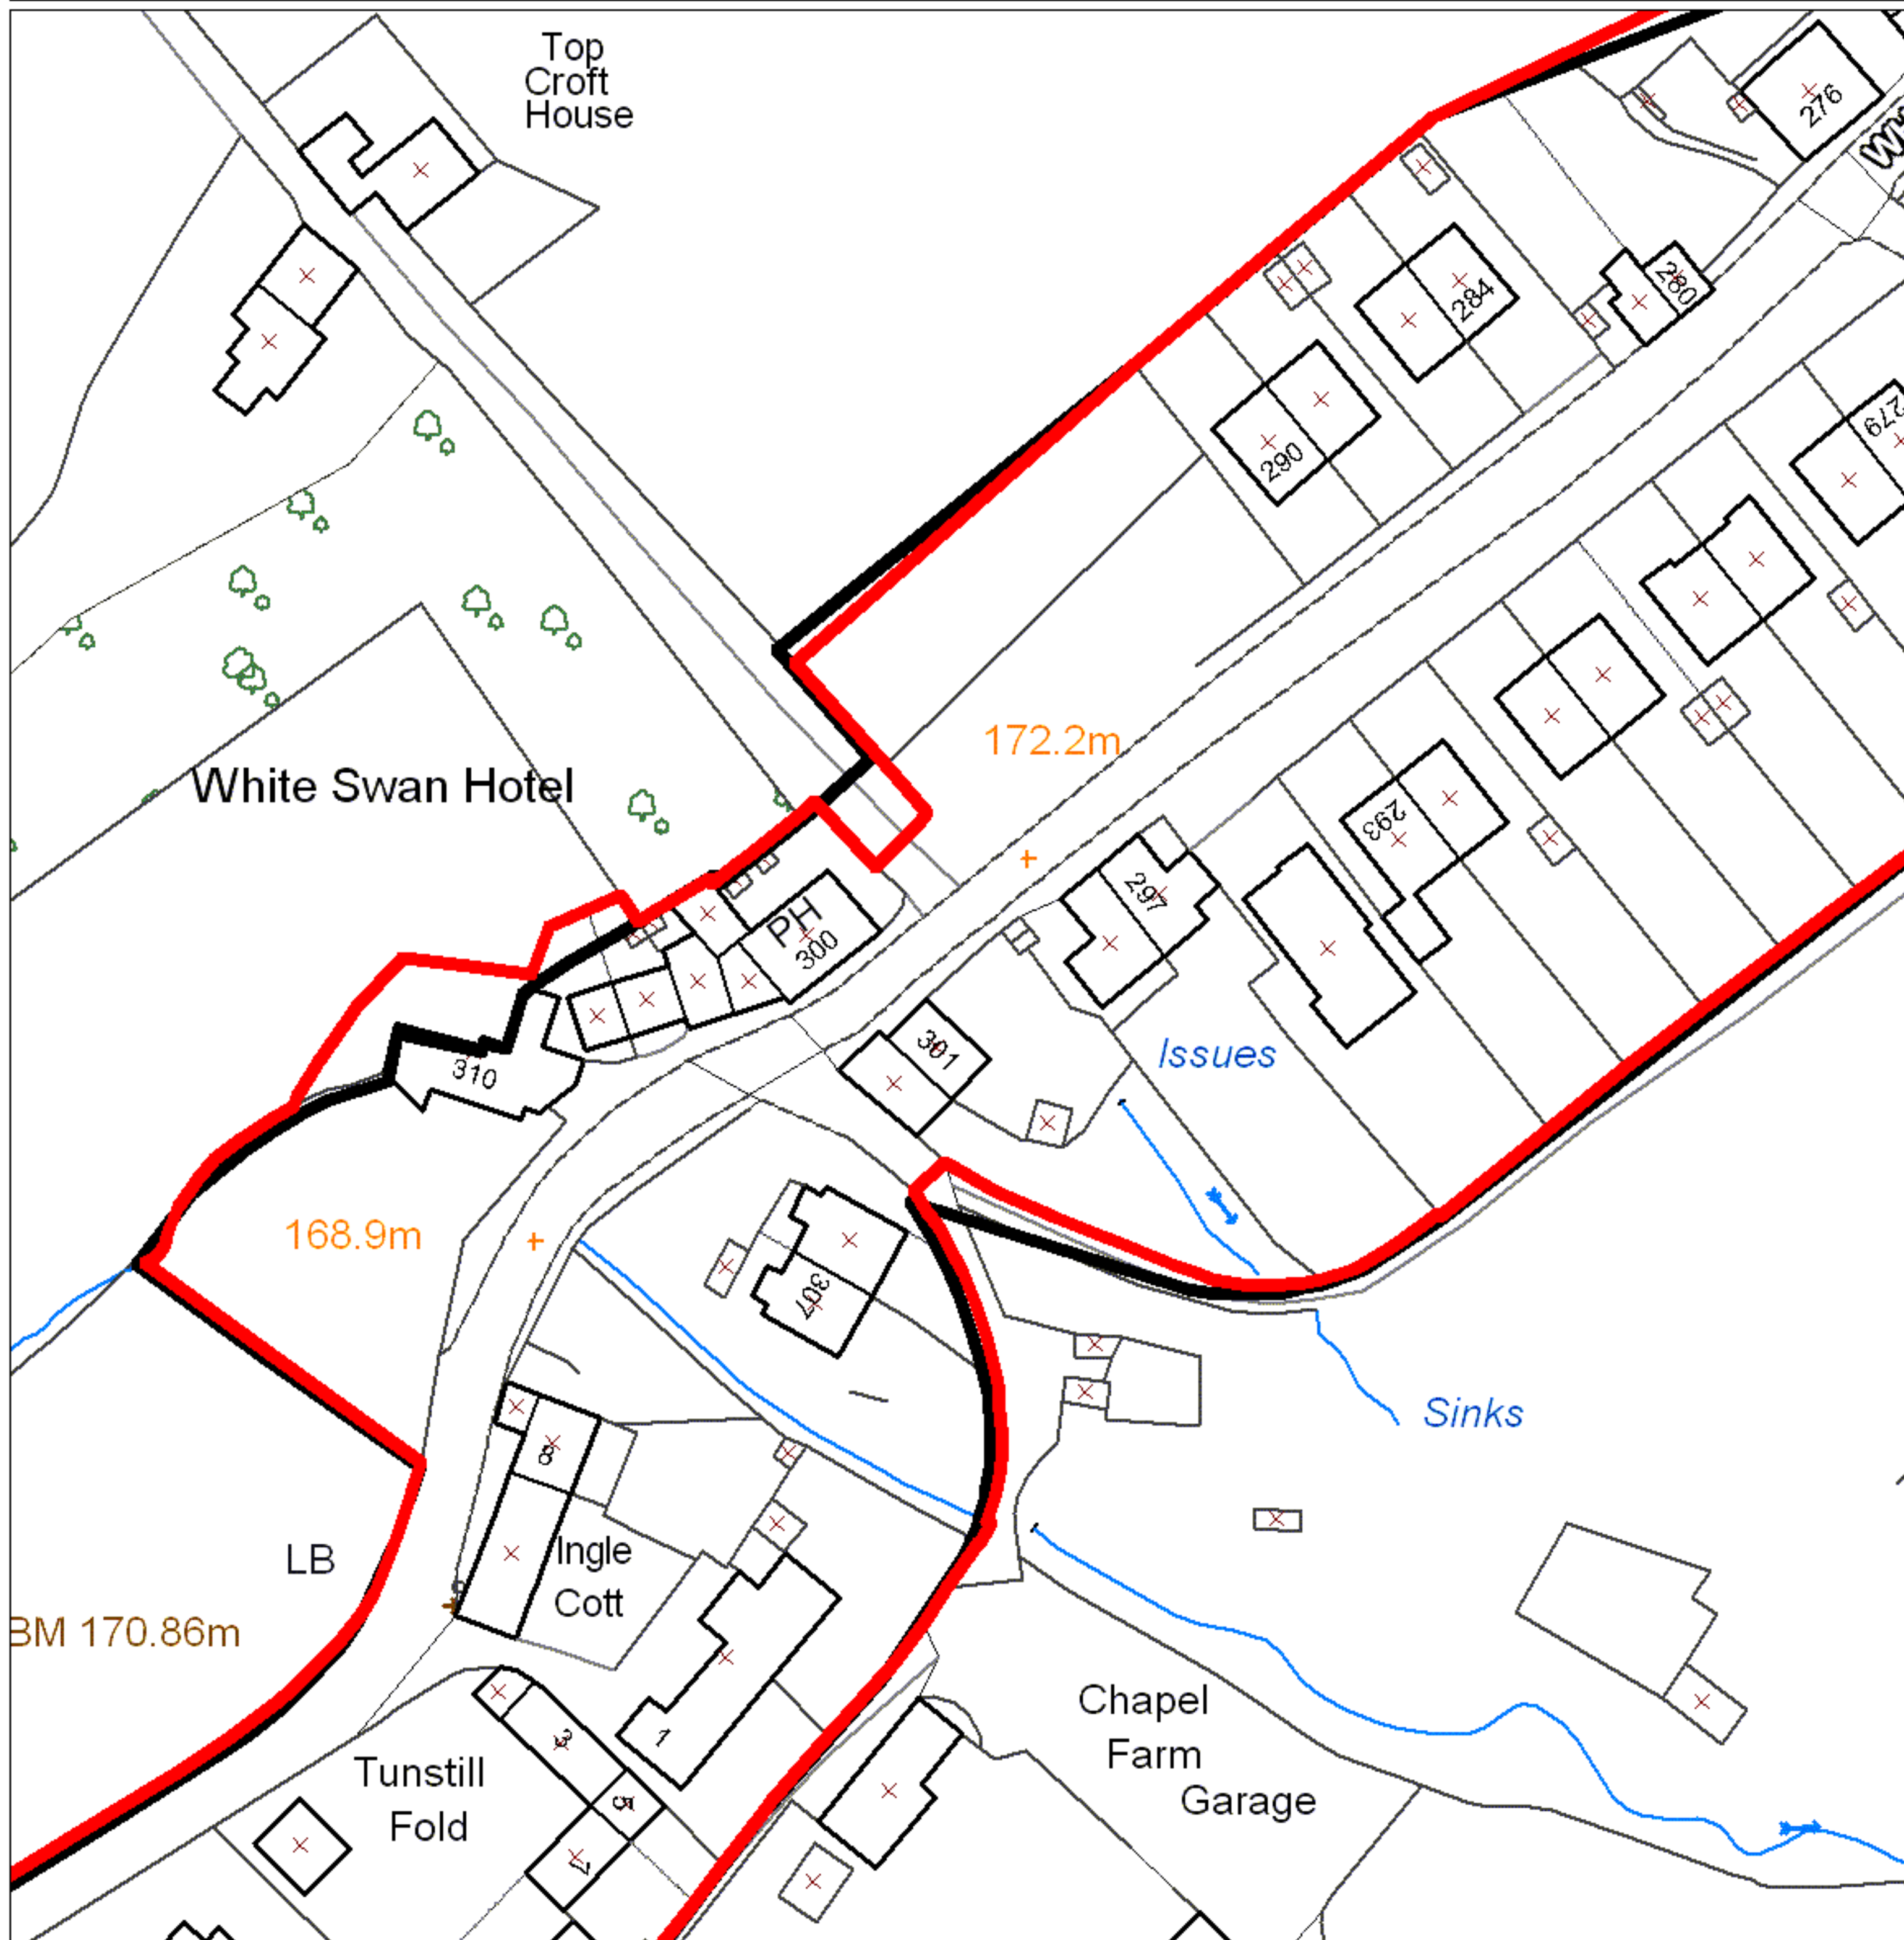 Top
Croft
House
276
284
280
290
279
172.2m
White Swan Hotel
293
297
PH
300
301
310
Issues
168.9m
307
Sinks
8
LB
Ingle
Cott
BM 170.86m
1
3
5
7
Tunstill
Fold
Chapel
Farm
Garage